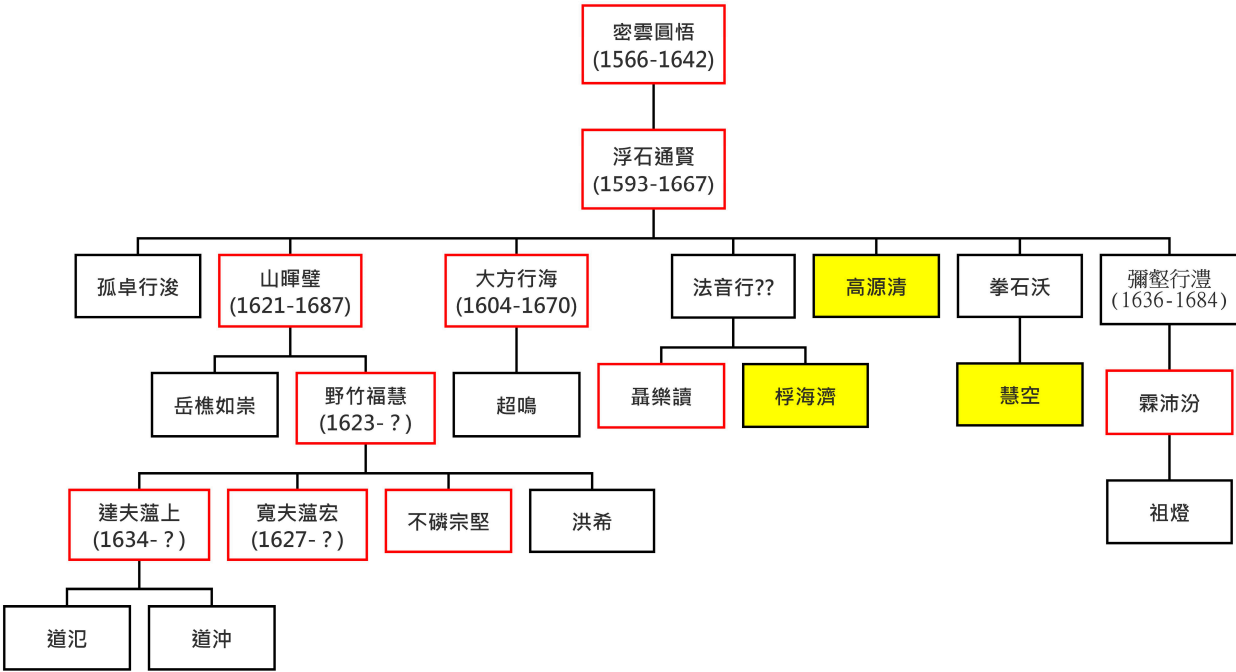 密雲圓悟
(1566-1642)
浮石通賢
(1593-1667)
孤卓行浚
山暉璧
(1621-1687)
大方行海
(1604-1670)
法音行??
高源清
拳石沃
彌壑行澧
(1636-1684)
岳樵如崇
野竹福慧
(1623-？)
超鳴
聶樂讀
桴海濟
慧空
霖沛汾
達夫蘊上
(1634-？)
寬夫蘊宏
(1627-？)
不磷宗堅
洪希
祖燈
道汜
道沖